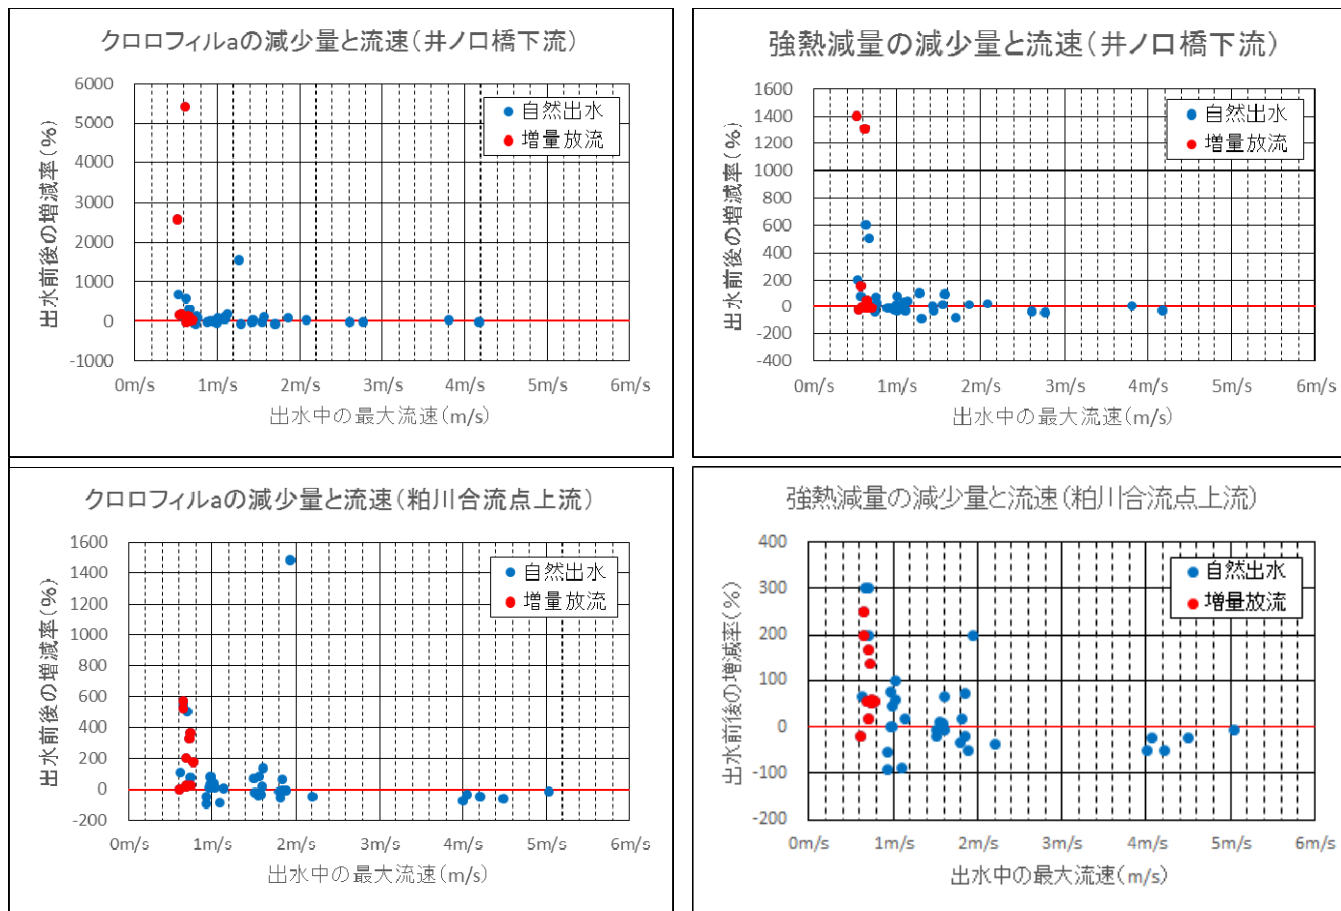 クロロフィルaの減少量と流速(井ノ口橋下流)
出水前後の増減率(%)
6000
5000
4000
3000
2000
1000
0
-1000
自然出水
増量放流
0m/s 1m/s 2m/s 3m/s 4m/s 5m/s 6m/s
出水中の最大流速(m/s)
強熱減量の減少量と流速(井ノ口橋下流)
出水前後の増減率(%)
1600
1400
1200
1000
800
600
400
200
0
-200
-400
自然出水
増量放流
0m/s 1m/s 2m/s 3m/s 4m/s 5m/s 6m/s
出水中の最大流速(m/s)
クロロフィルaの減少量と流速(粕川合流点上流)
出水前後の増減率(%)
1600
1400
1200
1000
800
600
400
200
0
-200
自然出水
増量放流
0m/s 1m/s 2m/s 3m/s 4m/s 5m/s 6m/s
出水中の最大流速(m/s)
強熱減量の減少量と流速(粕川合流点上流)
出水前後の増減率(%)
400
300
200
100
0
-100
-200
自然出水
増量放流
0m/s 1m/s 2m/s 3m/s 4m/s 5m/s 6m/s
出水中の最大流速(m/s)